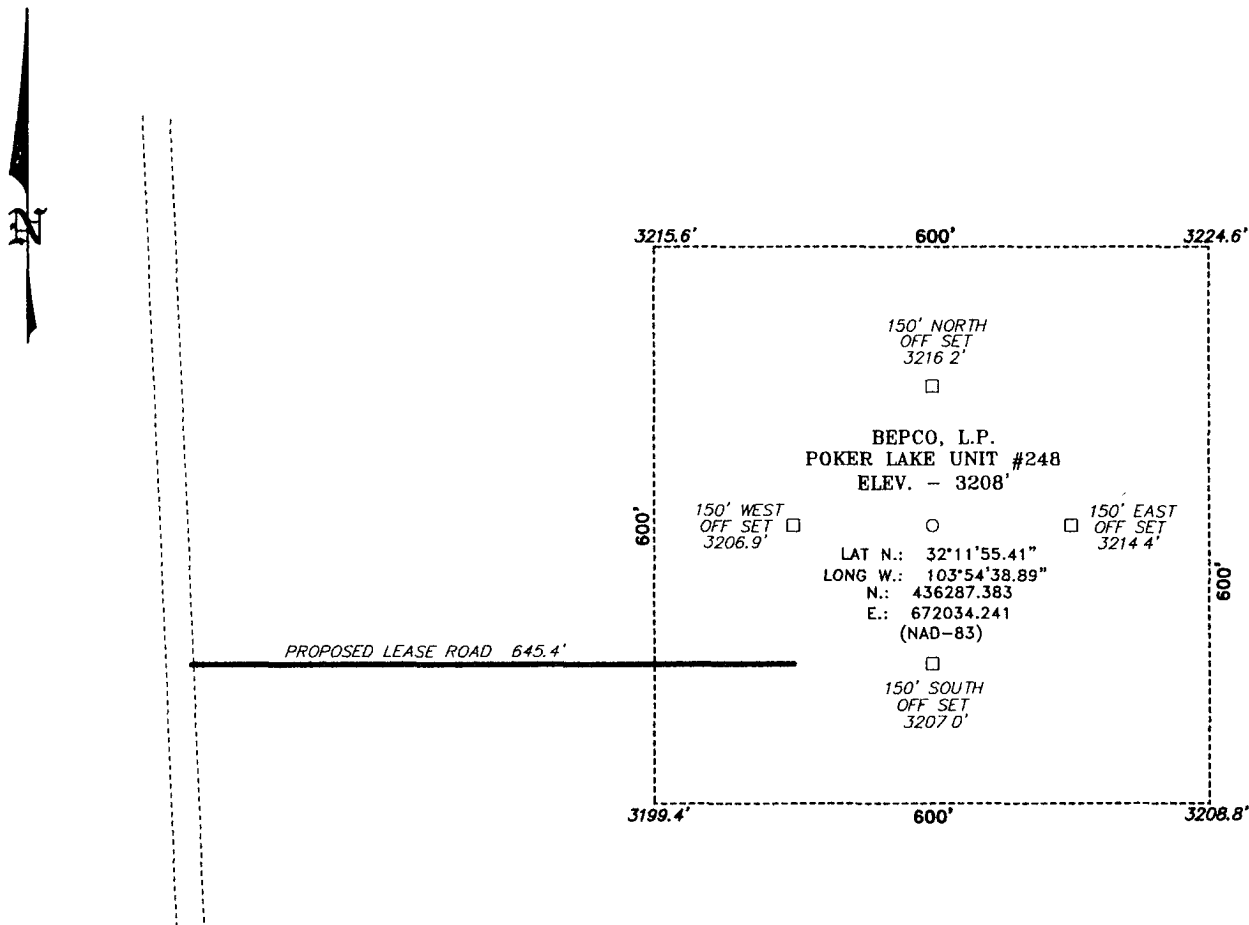 N
3215.6'
600'
3224.6'
150' NORTH
OFF SET
3216 2'
BEPCO, L.P.
POKER LAKE UNIT #248
ELEV. - 3208'
600'
150' WEST
OFF SET
3206.9'
150' EAST
OFF SET
3214 4'
LAT N.: 32°11'55.41"
LONG W.: 103°54'38.89"
N.: 436287.383
E.: 672034.241
(NAD-83)
600'
PROPOSED LEASE ROAD 645.4'
150' SOUTH
OFF SET
3207 0'
3199.4'
600'
3208.8'